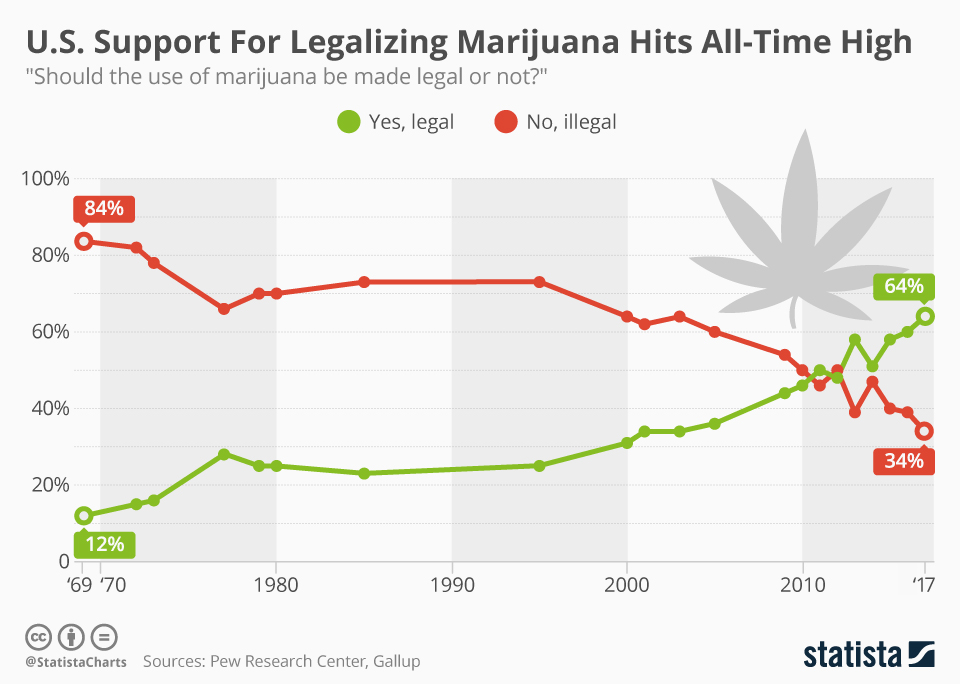 U.S. Support For Legalizing Marijuana Hits All-Time High
"Should the use of marijuana be made legal or not?"
Yes, legal
No, illegal
100%
84%
80%
64%
60%
40%
34%
20%
12%
0
‘69 ‘70 1980 1990 2000 2010 ‘17
cc
@StatistaCharts Sources: Pew Research Center, Gallup
statista